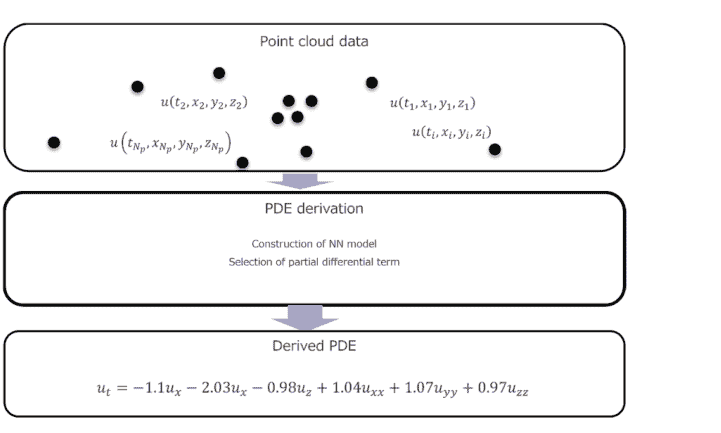 Point cloud data
u(t_2, x_2, y_2, z_2)
u(t_1, x_1, y_1, z_1)
u(t_i, x_i, y_i, z_i)
u(t_{N_p}, x_{N_p}, y_{N_p}, z_{N_p})
PDE derivation
Construction of NN model
Selection of partial differential term
Derived PDE
u_t = −1.1u_x − 2.03u_x − 0.98u_z + 1.04u_{xx} + 1.07u_{yy} + 0.97u_{zz}